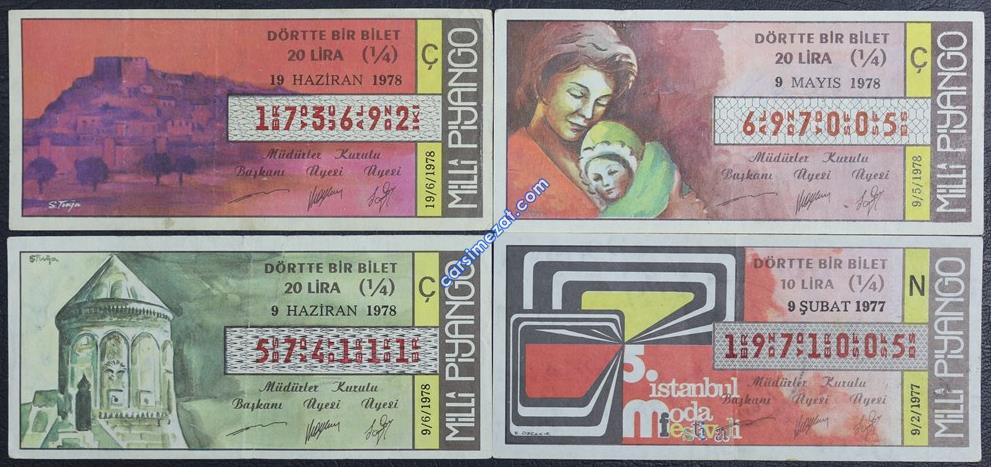 DÖRTTE BİR BİLET
20 LİRA (1/4)
19 HAZİRAN 1978
173692
Müdürler Kurulu
Başkanı Üyesi Üyesi
S. Tuğa
Ç
19/6/1978
MİLLİ PİYANGO
DÖRTTE BİR BİLET
20 LİRA (1/4)
9 MAYIS 1978
697005
Müdürler Kurulu
Başkanı Üyesi Üyesi
Ç
9/5/1978
MİLLİ PİYANGO
carsimezat.com
DÖRTTE BİR BİLET
20 LİRA (1/4)
9 HAZİRAN 1978
574111
Müdürler Kurulu
Başkanı Üyesi Üyesi
Ç
9/6/1978
MİLLİ PİYANGO
DÖRTTE BİR BİLET
10 LİRA (1/4)
9 ŞUBAT 1977
1971005
5.
istanbul
moda
festivali
Müdürler Kurulu
Başkanı Üyesi Üyesi
N
9/2/1977
MİLLİ PİYANGO